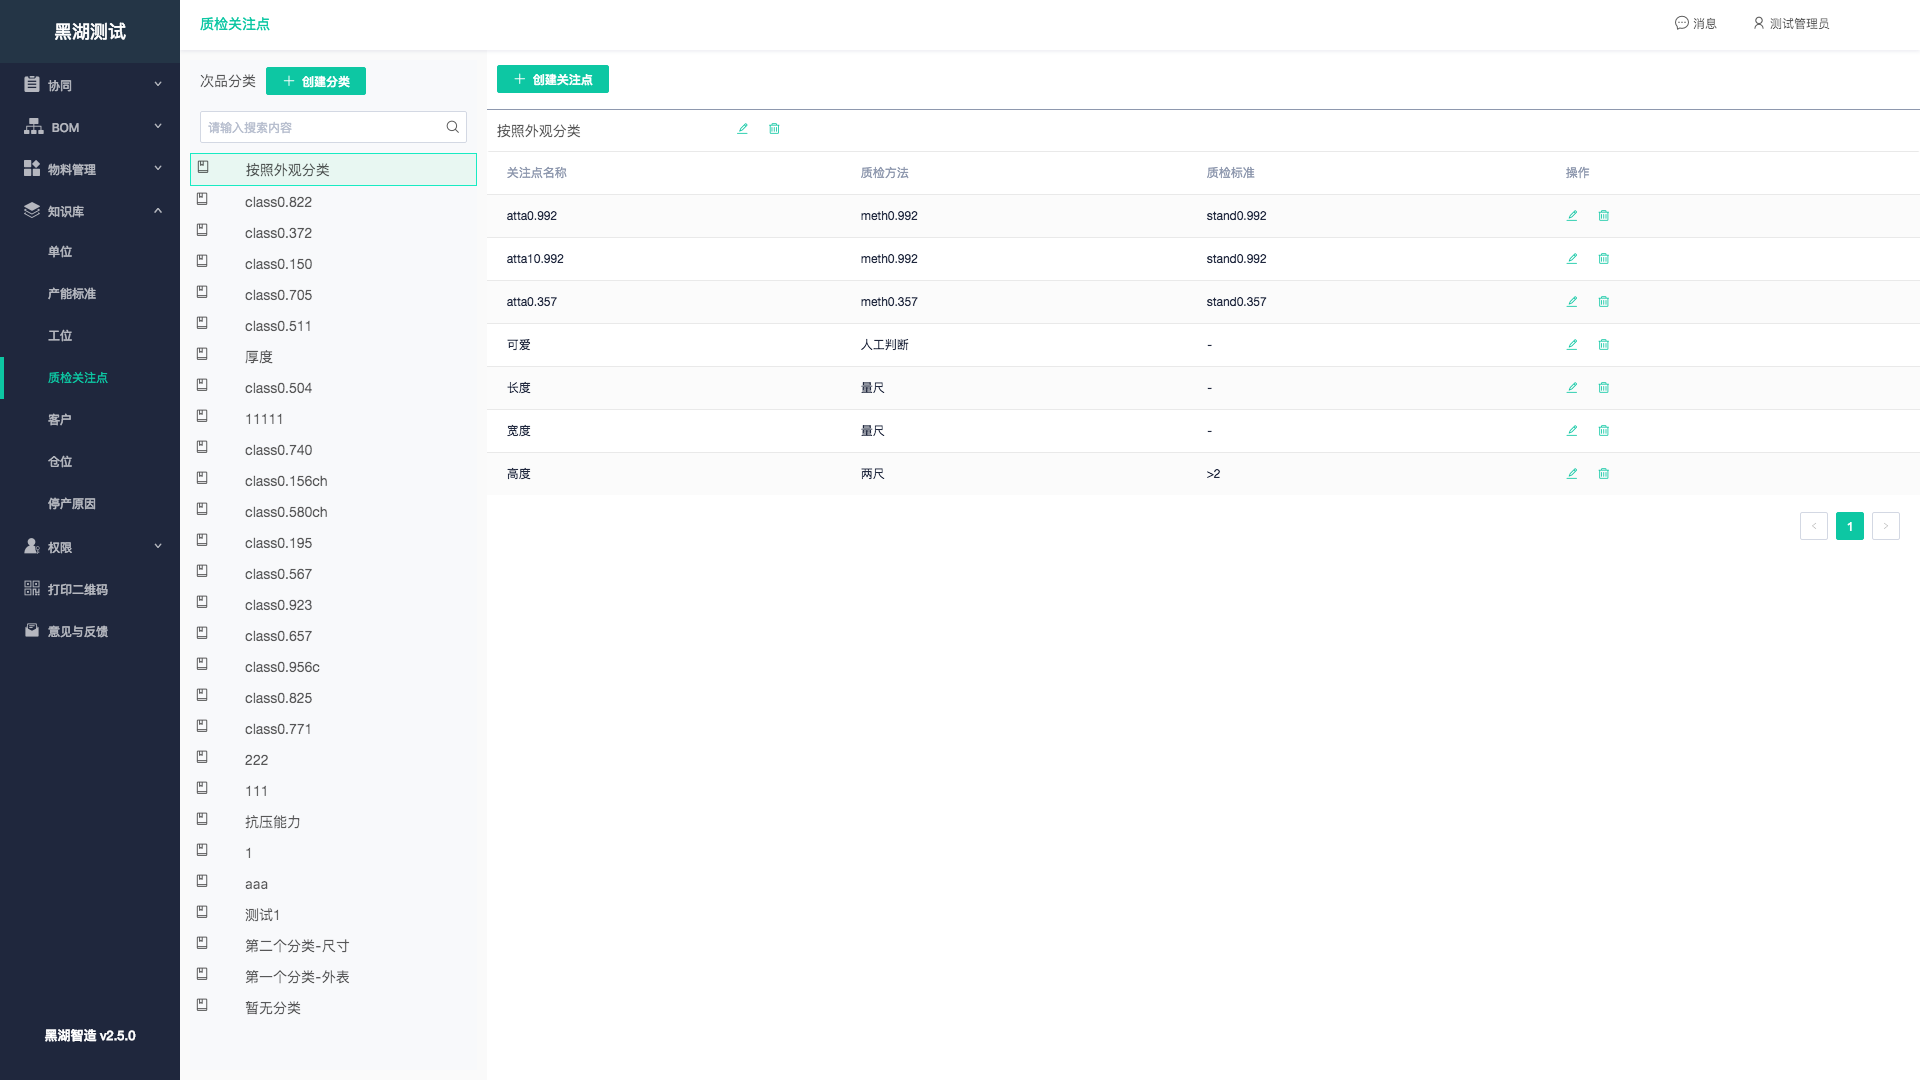 黑湖测试
协同
BOM
物料管理
知识库
单位
产能标准
工位
质检关注点
客户
仓位
停产原因
权限
打印二维码
意见与反馈
黑湖智造 v2.5.0
质检关注点
消息
测试管理员
次品分类
创建分类
请输入搜索内容
按照外观分类
class0.822
class0.372
class0.150
class0.705
class0.511
厚度
class0.504
11111
class0.740
class0.156ch
class0.580ch
class0.195
class0.567
class0.923
class0.657
class0.956c
class0.825
class0.771
222
111
抗压能力
1
aaa
测试1
第二个分类-尺寸
第一个分类-外表
暂无分类
创建关注点
按照外观分类
关注点名称 质检方法 质检标准 操作
atta0.992 meth0.992 stand0.992
atta10.992 meth0.992 stand0.992
atta0.357 meth0.357 stand0.357
可爱 人工判断 -
长度 量尺 -
宽度 量尺 -
高度 两尺 >2
1